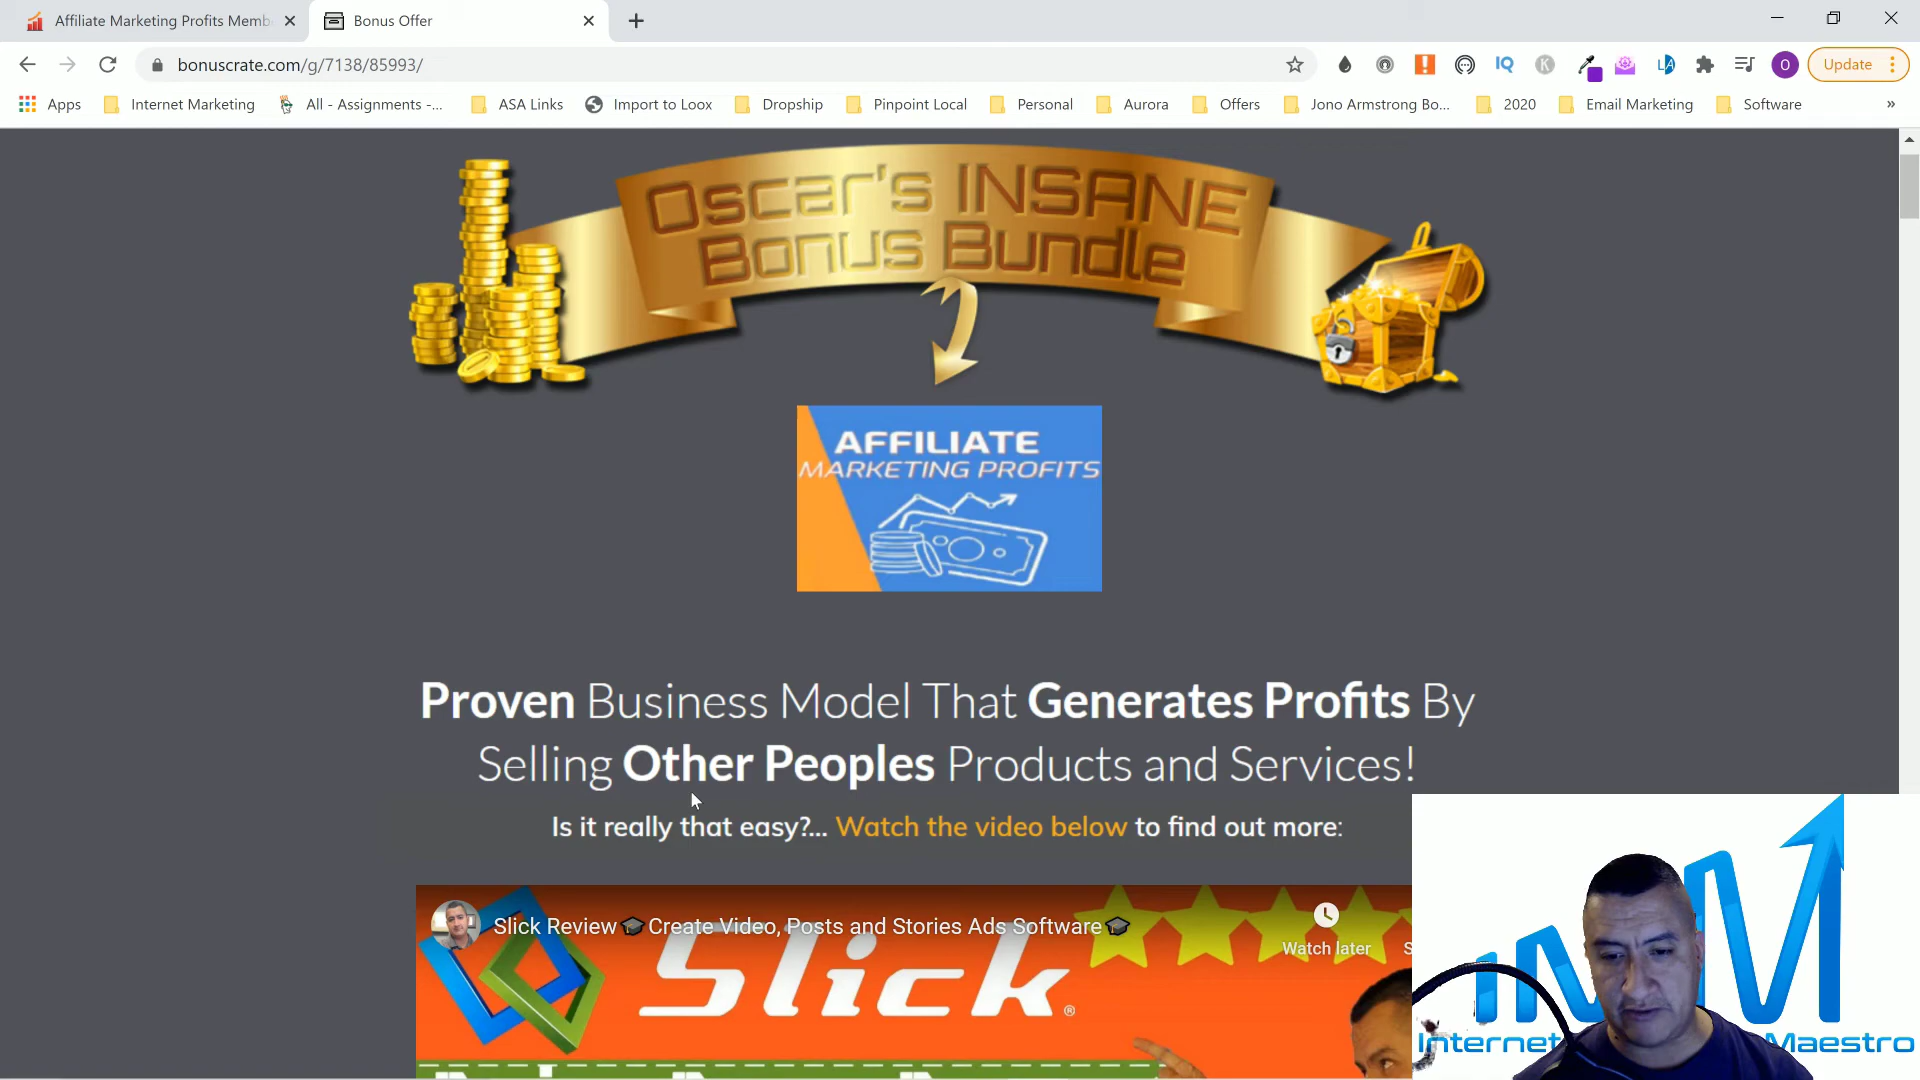 Affiliate Marketing Profits Memb
Bonus Offer
bonuscrate.com/g/7138/85993/
IQ
K
LA
O
Update
Apps
Internet Marketing
All - Assignments -...
ASA Links
Import to Loox
Dropship
Pinpoint Local
Personal
Aurora
Offers
Jono Armstrong Bo...
2020
Email Marketing
Software
»
Oscar's INSANE
Bonus Bundle
AFFILIATE
MARKETING PROFITS
Proven Business Model That Generates Profits By
Selling Other Peoples Products and Services!
Is it really that easy?... Watch the video below to find out more:
Slick Review🎓Create Video, Posts and Stories Ads Software🎓
Watch later
S
Slick®
Internet Maestro